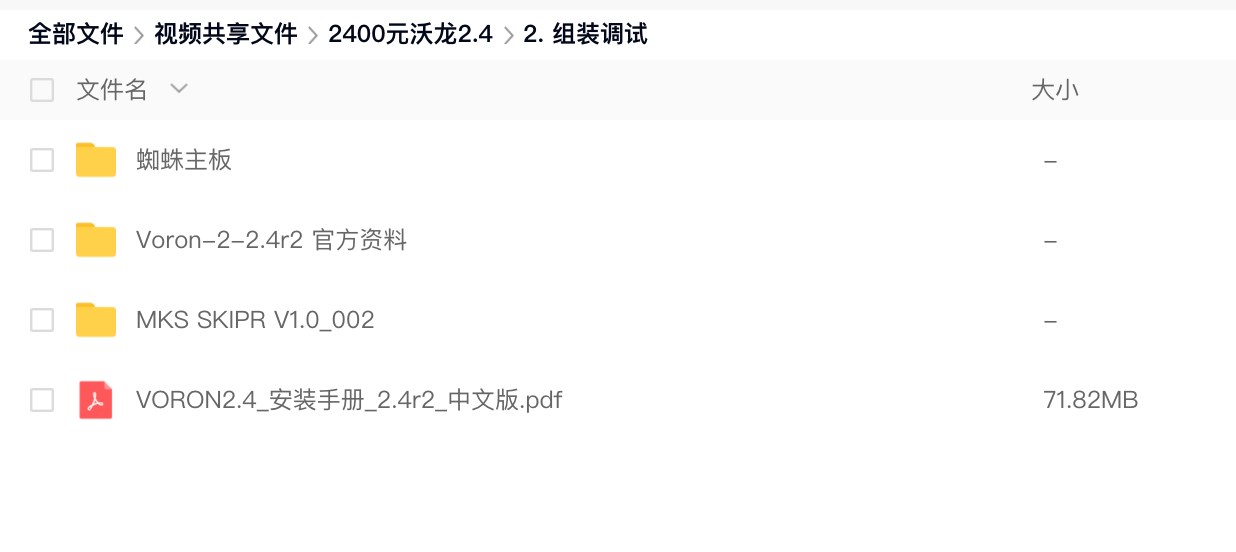 全部文件 > 视频共享文件 > 2400元沃龙2.4 > 2. 组装调试
文件名 大小
蜘蛛主板 –
Voron-2-2.4r2 官方资料 –
MKS SKIPR V1.0_002 –
VORON2.4_安装手册_2.4r2_中文版.pdf 71.82MB